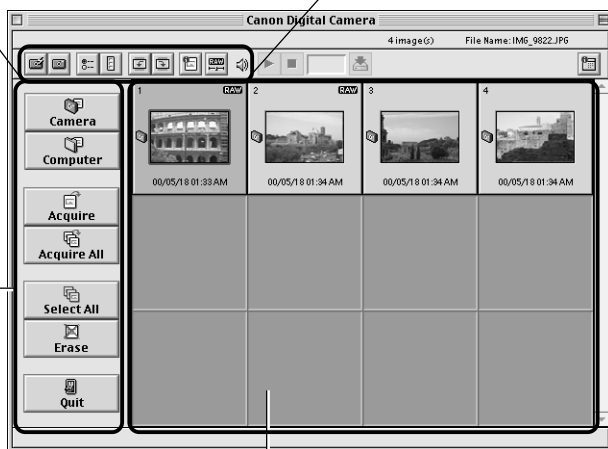 Canon Digital Camera
4 image(s) File Name: IMG_9822.JPG
RAW
1 RAW 2 RAW 3 4
00/05/18 01:33 AM 00/05/18 01:34 AM 00/05/18 01:34 AM 00/05/18 01:34 AM
Camera
Computer
Acquire
Acquire All
Select All
Erase
Quit